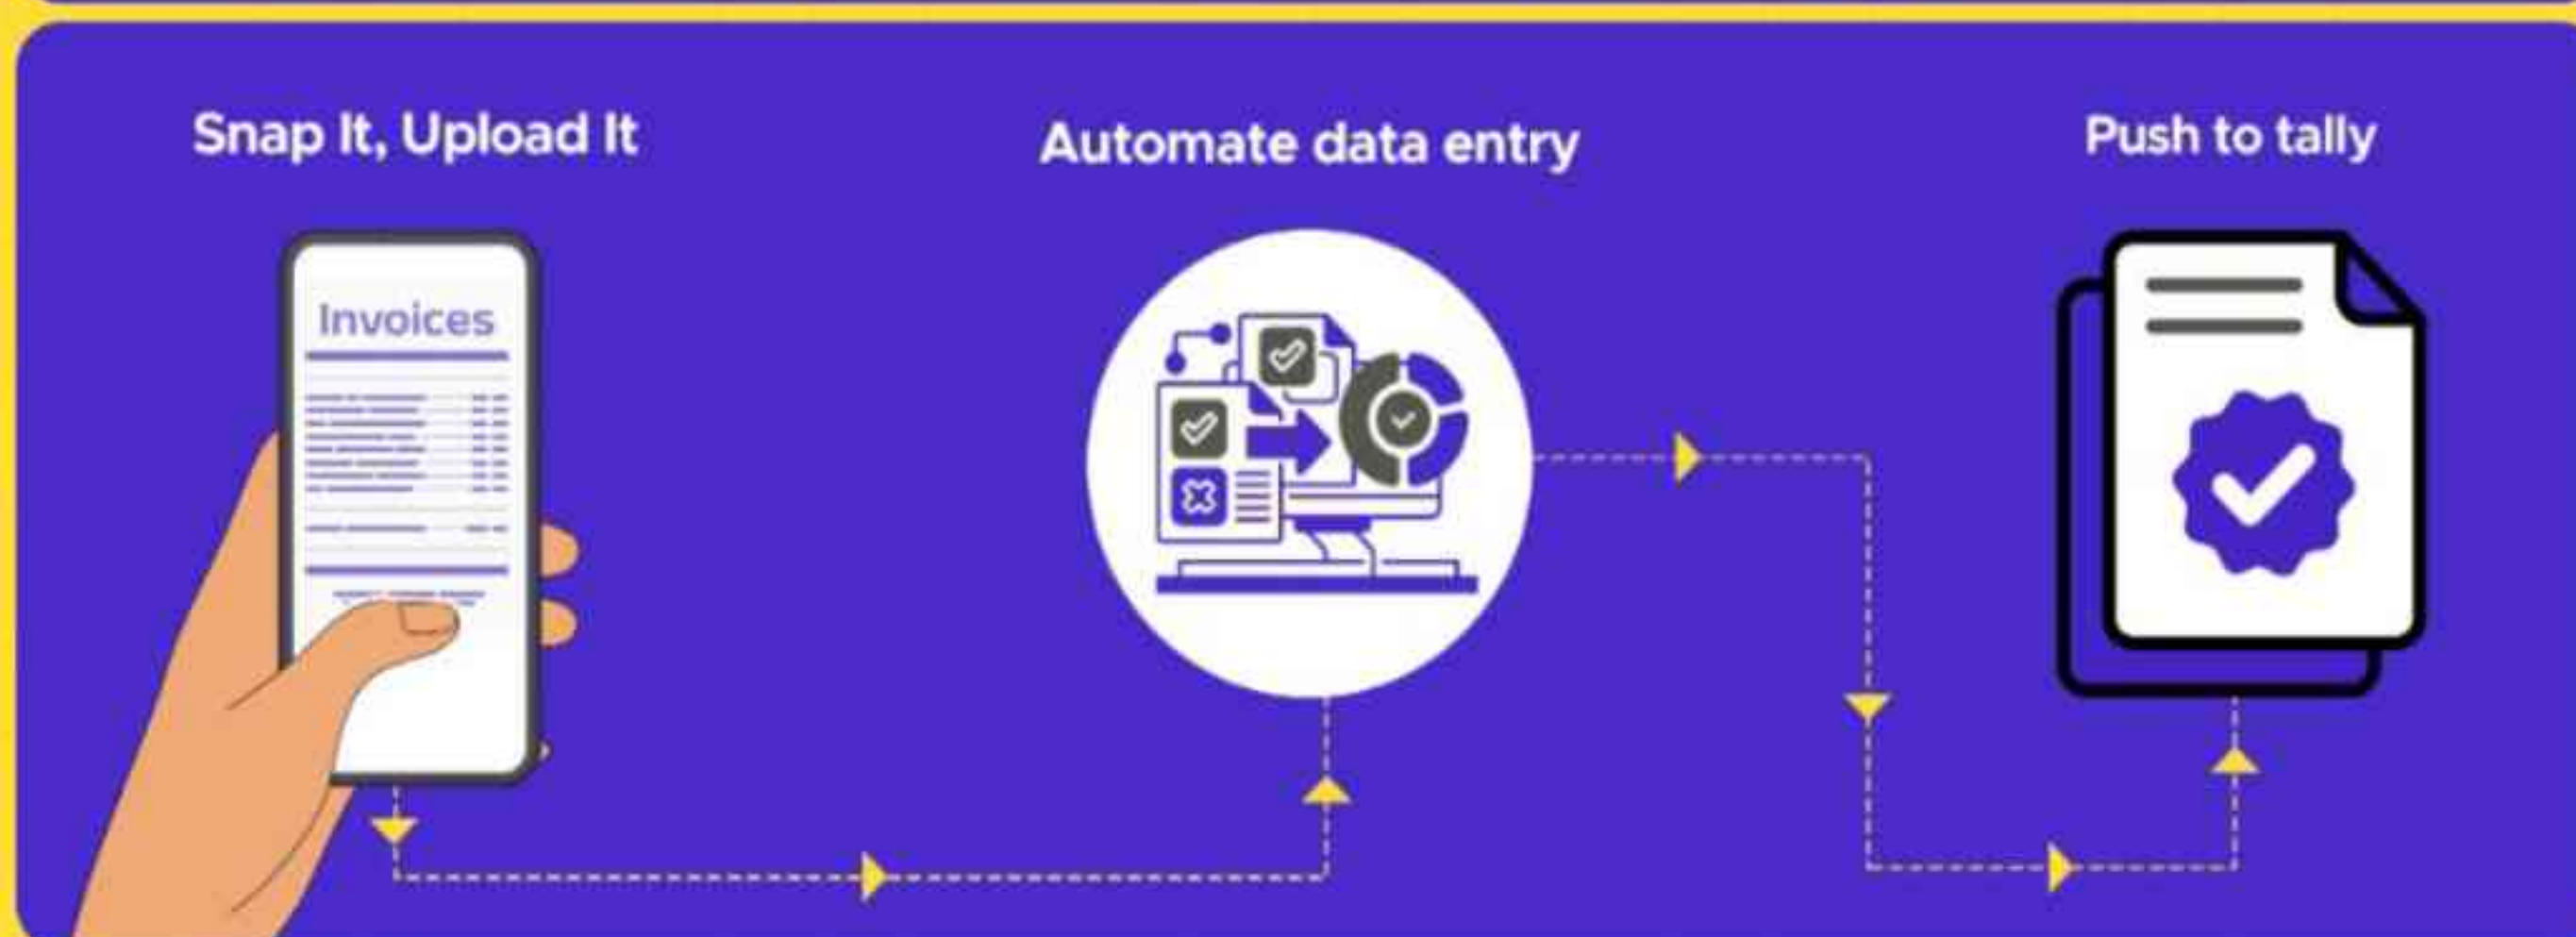 Snap It, Upload It
Automate data entry
Push to tally
Invoices